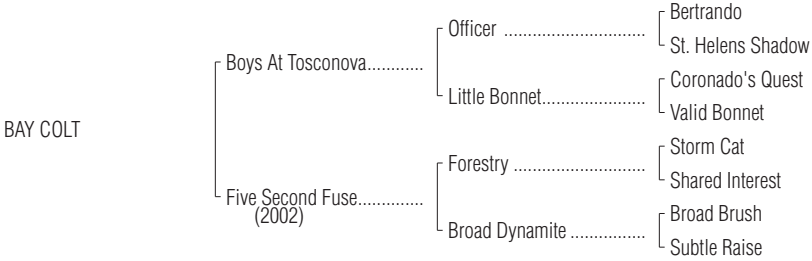 Bertrando
Officer ..............................
St. Helens Shadow
Boys At Tosconova............
Coronado's Quest
Little Bonnet......................
Valid Bonnet
BAY COLT
Storm Cat
Forestry ............................
Shared Interest
Five Second Fuse..............
(2002)
Broad Brush
Broad Dynamite ................
Subtle Raise